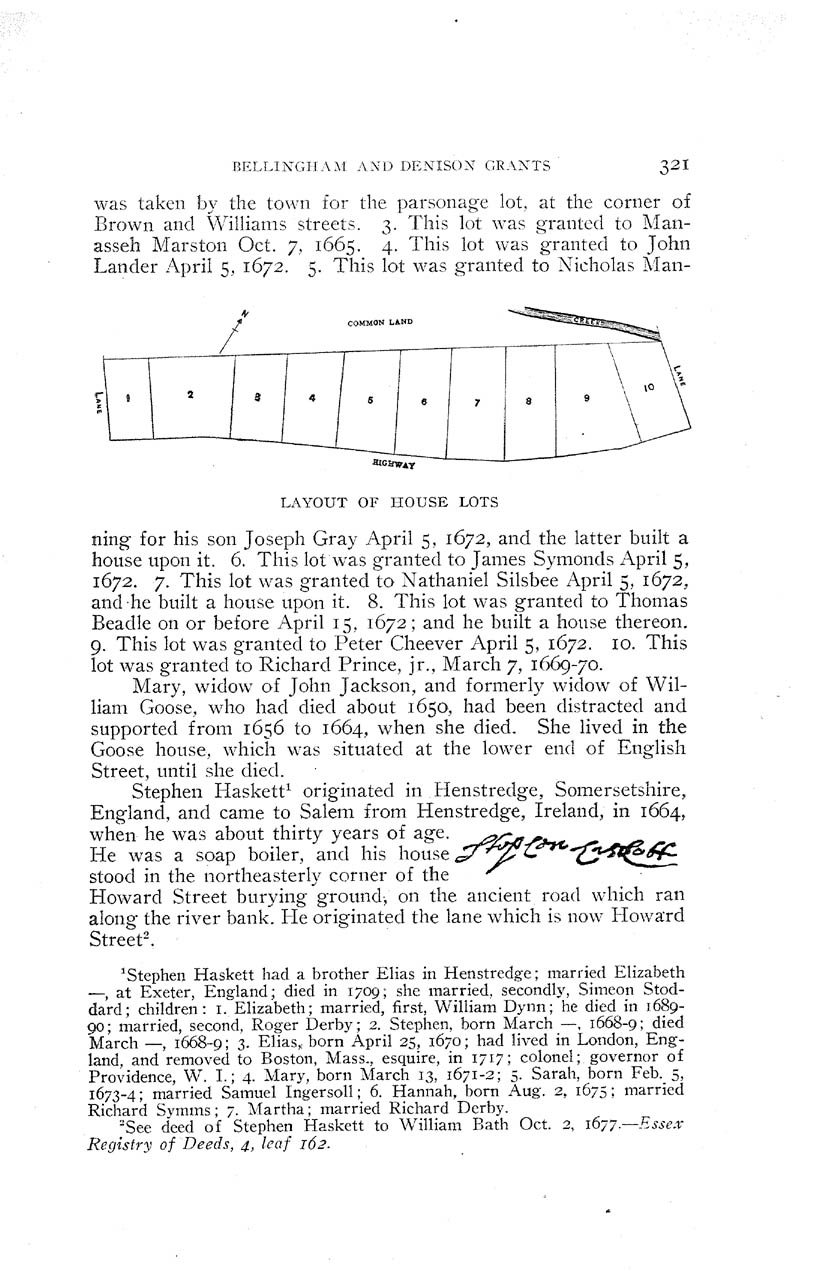 BELLINGHAM AND DENISON GRANTS 321
was taken by the town for the parsonage lot, at the corner of
Brown and Williams streets. 3. This lot was granted to Man-
asseh Marston Oct. 7, 1665. 4. This lot was granted to John
Lander April 5, 1672. 5. This lot was granted to Nicholas Man-
N
COMMON LAND
CREEK
LANE
1 2 3 4 5 6 7 8 9 10
LANE
HIGHWAY
LAYOUT OF HOUSE LOTS
ning for his son Joseph Gray April 5, 1672, and the latter built a
house upon it. 6. This lot was granted to James Symonds April 5,
1672. 7. This lot was granted to Nathaniel Silsbee April 5, 1672,
and he built a house upon it. 8. This lot was granted to Thomas
Beadle on or before April 15, 1672; and he built a house thereon.
9. This lot was granted to Peter Cheever April 5, 1672. 10. This
lot was granted to Richard Prince, jr., March 7, 1669-70.
Mary, widow of John Jackson, and formerly widow of Wil-
liam Goose, who had died about 1650, had been distracted and
supported from 1656 to 1664, when she died. She lived in the
Goose house, which was situated at the lower end of English
Street, until she died.
Stephen Haskett¹ originated in Henstredge, Somersetshire,
England, and came to Salem from Henstredge, Ireland, in 1664,
when he was about thirty years of age.
He was a soap boiler, and his house
stood in the northeasterly corner of the
Howard Street burying ground, on the ancient road which ran
along the river bank. He originated the lane which is now Howard
Street².
¹Stephen Haskett had a brother Elias in Henstredge; married Elizabeth
—, at Exeter, England; died in 1709; she married, secondly, Simeon Stod-
dard; children: 1. Elizabeth; married, first, William Dynn; he died in 1689-
90; married, second, Roger Derby; 2. Stephen, born March —, 1668-9; died
March —, 1668-9; 3. Elias, born April 25, 1670; had lived in London, Eng-
land, and removed to Boston, Mass., esquire, in 1717; colonel; governor of
Providence, W. I.; 4. Mary, born March 13, 1671-2; 5. Sarah, born Feb. 5,
1673-4; married Samuel Ingersoll; 6. Hannah, born Aug. 2, 1675; married
Richard Symms; 7. Martha; married Richard Derby.
²See deed of Stephen Haskett to William Bath Oct. 2, 1677.—Essex
Registry of Deeds, 4, leaf 162.